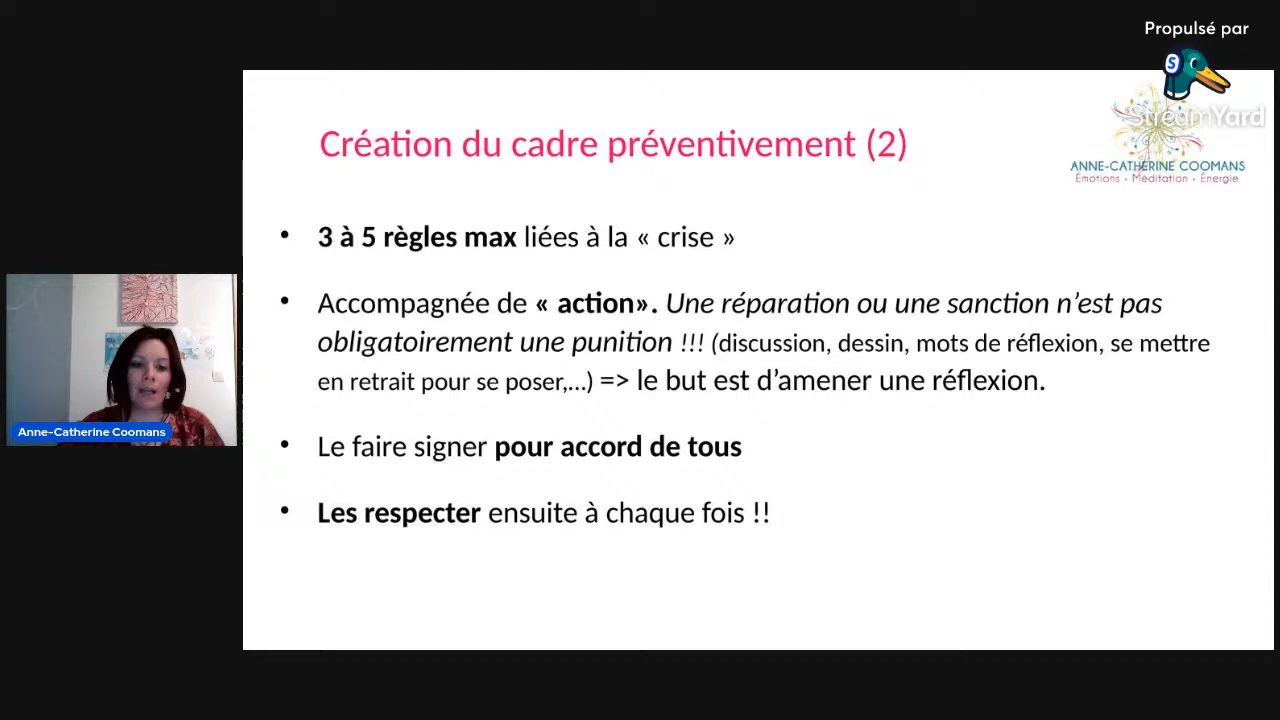 Propulsé par
StreamYard
Création du cadre préventivement (2)
ANNE-CATHERINE COOMANS
Émotions • Méditation • Énergie
• 3 à 5 règles max liées à la « crise »
• Accompagnée de « action». Une réparation ou une sanction n’est pas
obligatoirement une punition !!! (discussion, dessin, mots de réflexion, se mettre
en retrait pour se poser,…) => le but est d’amener une réflexion.
• Le faire signer pour accord de tous
• Les respecter ensuite à chaque fois !!
Anne-Catherine Coomans